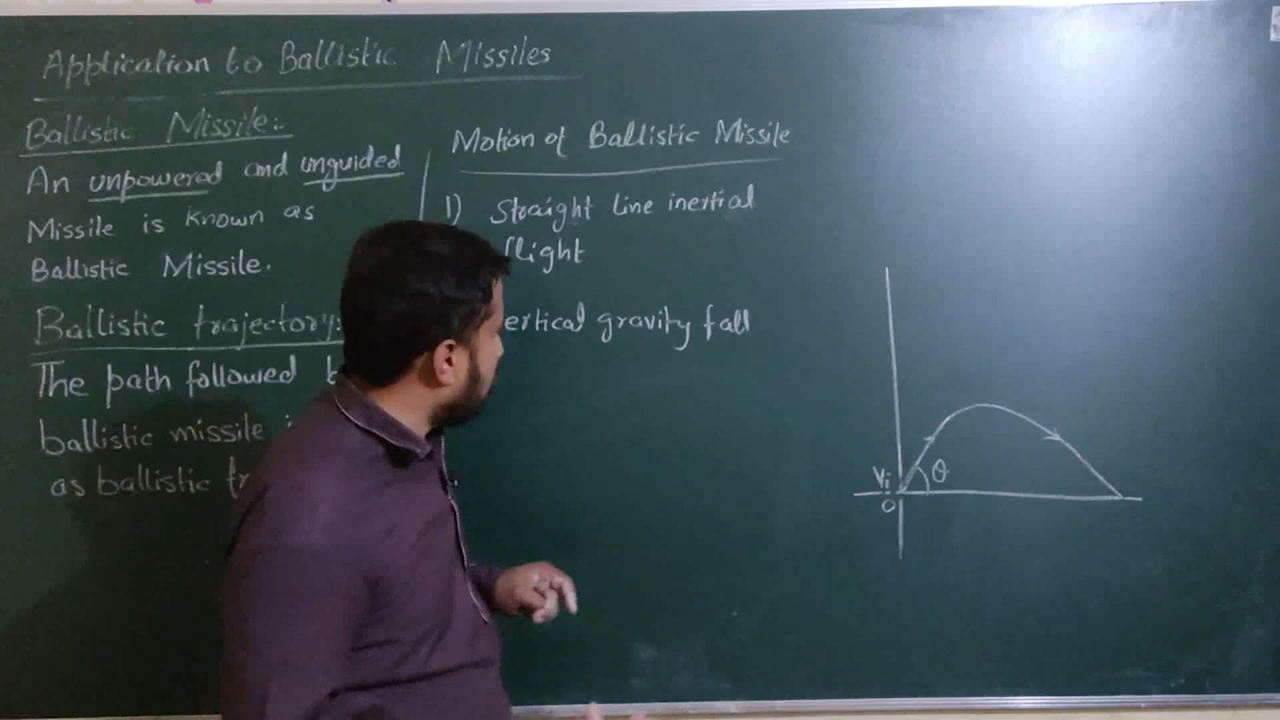 Application to Ballistic Missiles
Ballistic Missile:
An unpowered and unguided
Missile is known as
Ballistic Missile.
Ballistic trajectory:
The path followed
ballistic missile
as ballistic
Motion of Ballistic Missile
1) Straight line inertial
flight
ertical gravity fall
Vi
θ
O